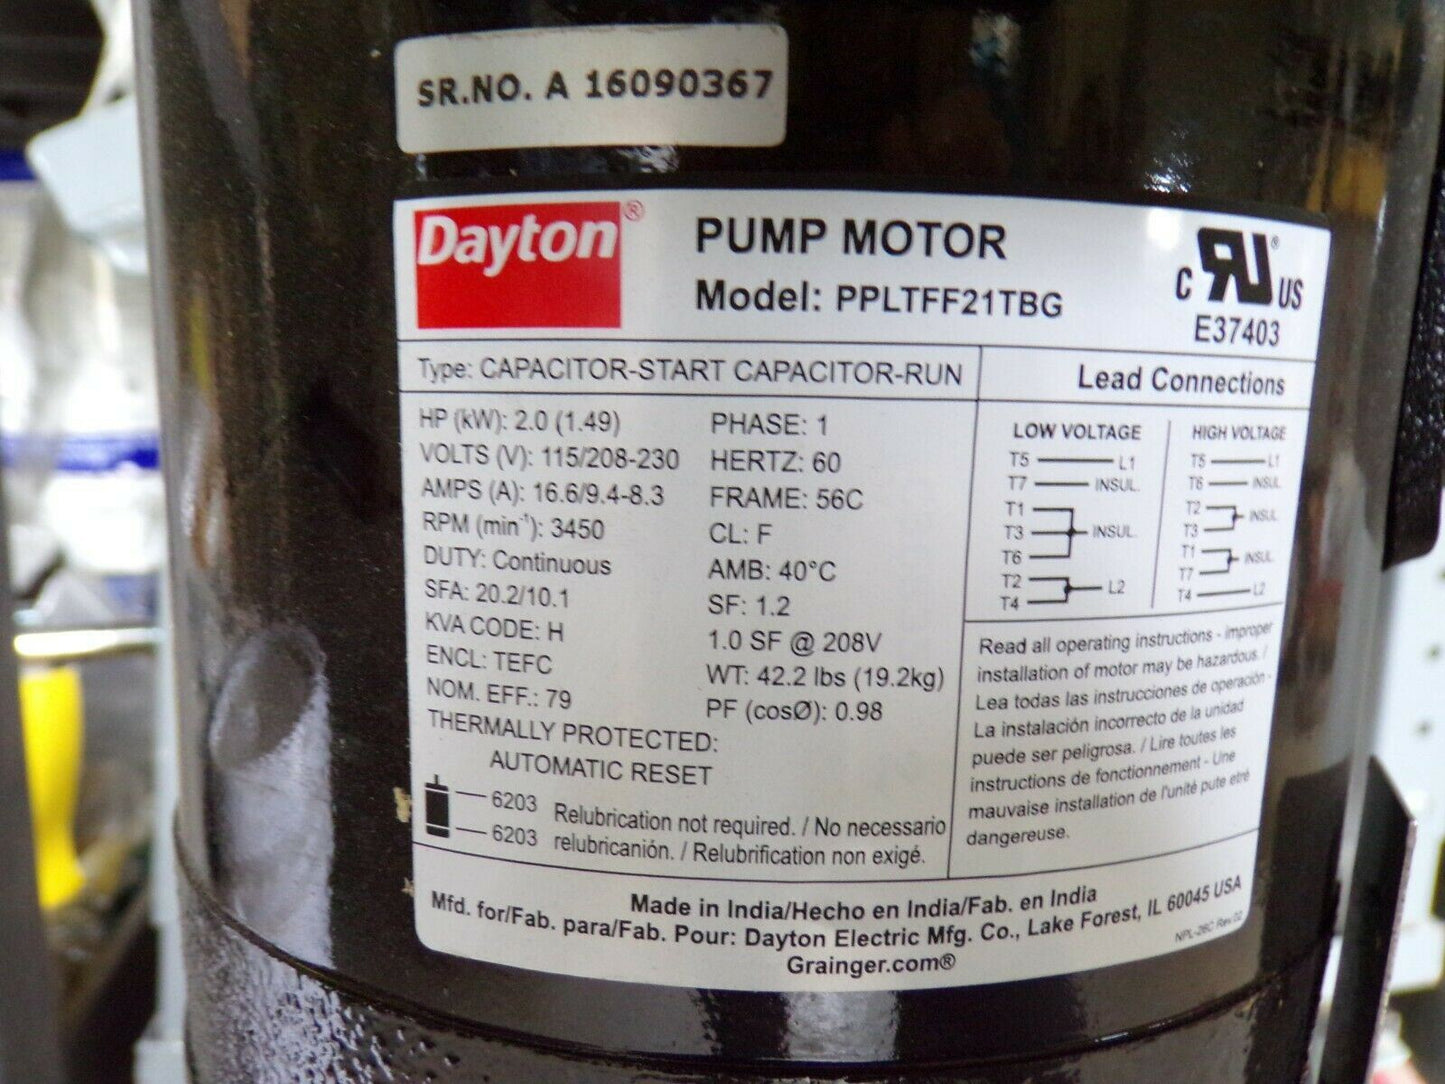 SR.NO. A 16090367
Dayton®
PUMP MOTOR
Model: PPLTFF21TBG
C RU® US
E37403
Type: CAPACITOR-START CAPACITOR-RUN
HP (kW): 2.0 (1.49)
VOLTS (V): 115/208-230
AMPS (A): 16.6/9.4-8.3
RPM (min⁻¹): 3450
DUTY: Continuous
SFA: 20.2/10.1
KVA CODE: H
ENCL: TEFC
NOM. EFF.: 79
THERMALLY PROTECTED:
AUTOMATIC RESET
PHASE: 1
HERTZ: 60
FRAME: 56C
CL: F
AMB: 40°C
SF: 1.2
1.0 SF @ 208V
WT: 42.2 lbs (19.2kg)
PF (cosØ): 0.98
6203
6203
Relubrication not required. / No necessario
relubricanión. / Relubrification non exigé.
Lead Connections
LOW VOLTAGE
T5 L1
T7 INSUL.
T1
T3 INSUL.
T6
T2
T4 L2
HIGH VOLTAGE
T5 L1
T6 INSUL.
T2
T3 INSUL.
T1
T7 INSUL.
T4 L2
Read all operating instructions - improper
installation of motor may be hazardous. /
Lea todas las instrucciones de operación -
La instalación incorrecto de la unidad
puede ser peligrosa. / Lire toutes les
instructions de fonctionnement - Une
mauvaise installation de l'unité pute etré
dangereuse.
Made in India/Hecho en India/Fab. en India
Mfd. for/Fab. para/Fab. Pour: Dayton Electric Mfg. Co., Lake Forest, IL 60045 USA
Grainger.com®
NPL-26C Rev.02